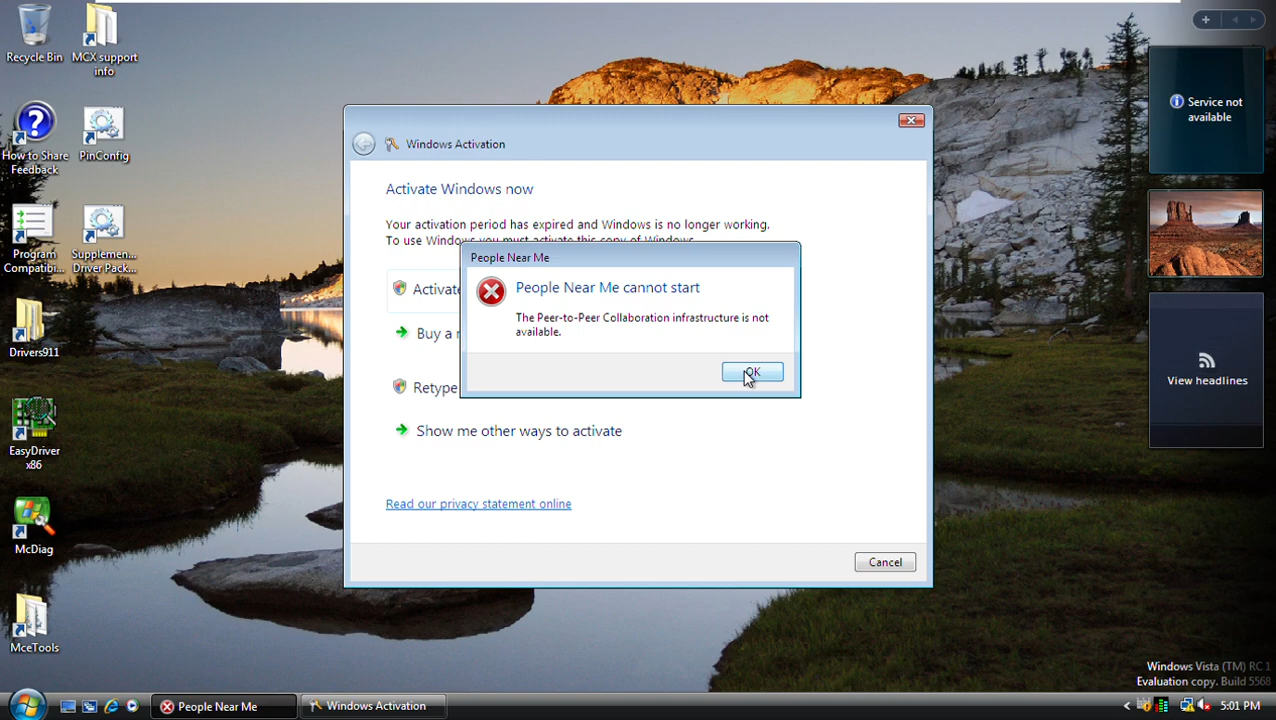 Recycle Bin
MCX support
info
How to Share
Feedback
PinConfig
Program
Compatibi...
Supplemen...
Driver Pack...
Drivers911
EasyDriver
x86
McDiag
MceTools
Windows Activation
Activate Windows now
Your activation period has expired and Windows is no longer working.
To use Windows you must activate this copy of Windows.
Activate
Buy a
Retype
Show me other ways to activate
Read our privacy statement online
Cancel
People Near Me
People Near Me cannot start
The Peer-to-Peer Collaboration infrastructure is not
available.
OK
Service not
available
View headlines
Windows Vista (TM) RC 1
Evaluation copy. Build 5568
People Near Me
Windows Activation
5:01 PM